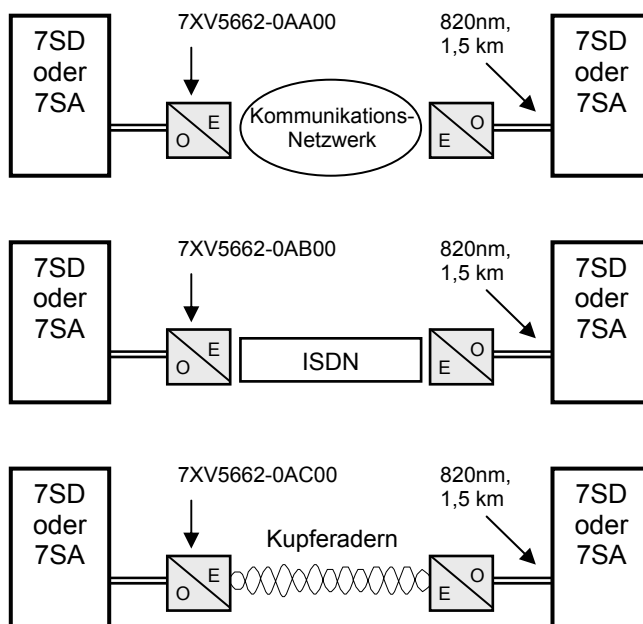 7SD
oder
7SA
7XV5662-0AA00
O E
Kommunikations-
Netzwerk
820nm,
1,5 km
E O
7SD
oder
7SA
7SD
oder
7SA
7XV5662-0AB00
O E
ISDN
820nm,
1,5 km
E O
7SD
oder
7SA
7SD
oder
7SA
7XV5662-0AC00
O E
Kupferadern
820nm,
1,5 km
E O
7SD
oder
7SA